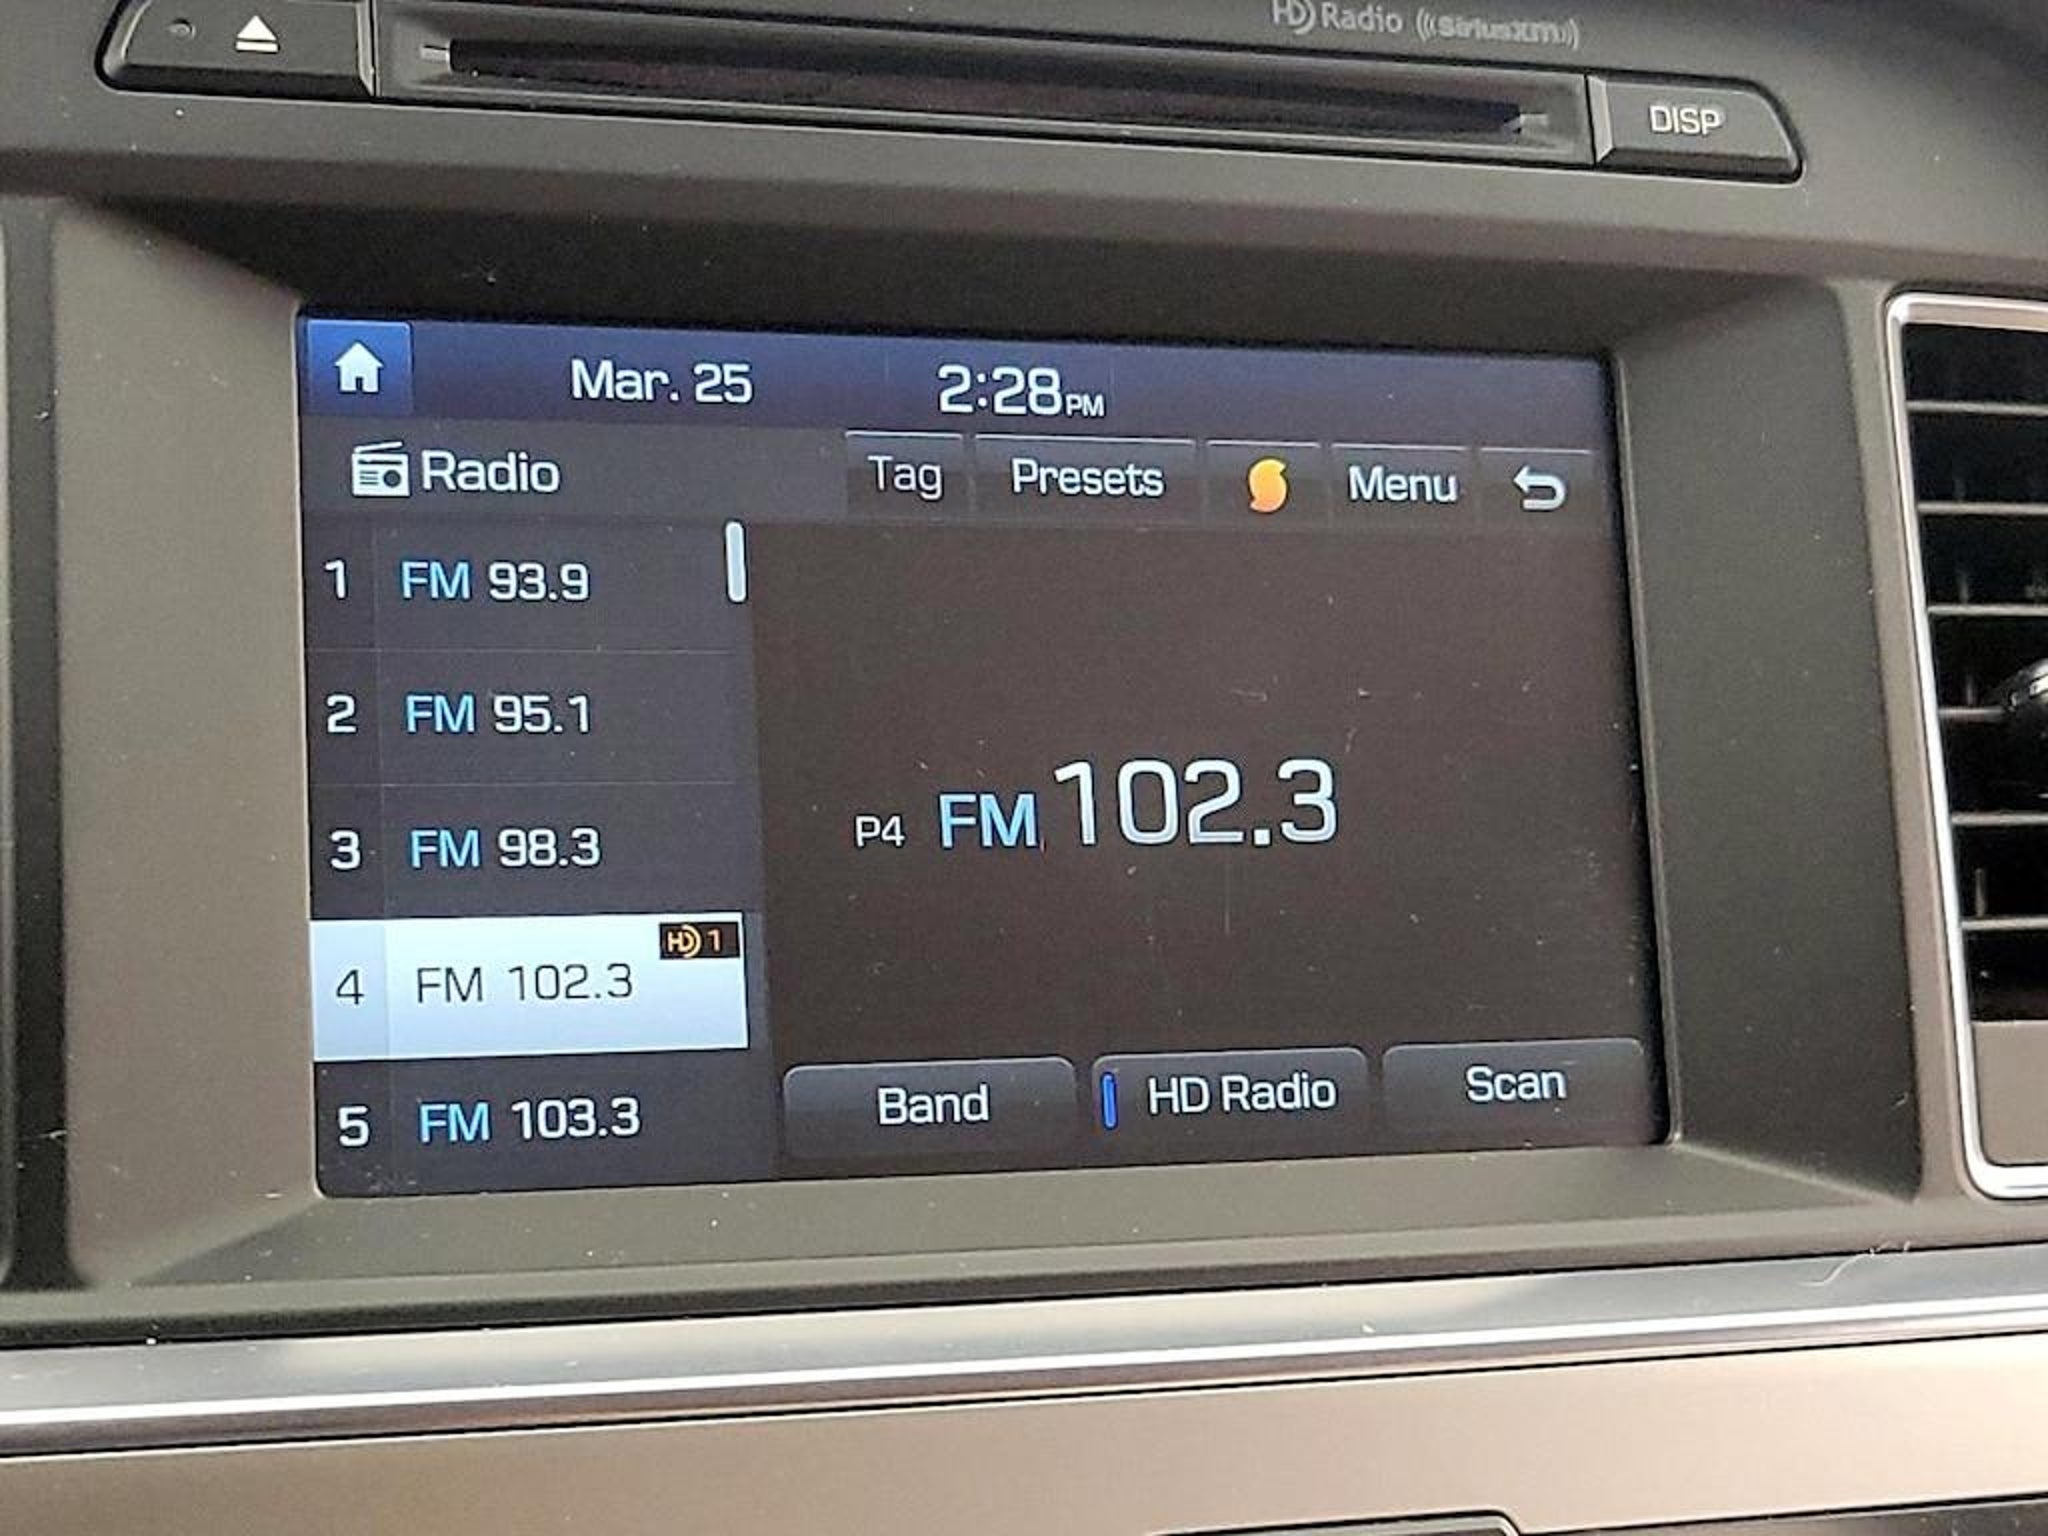 HD Radio ((SiriusXM))
DISP
Mar. 25 2:28PM
Radio Tag Presets Menu
1 FM 93.9
2 FM 95.1
3 FM 98.3
4 FM 102.3 HD 1
5 FM 103.3
P4 FM 102.3
Band HD Radio Scan